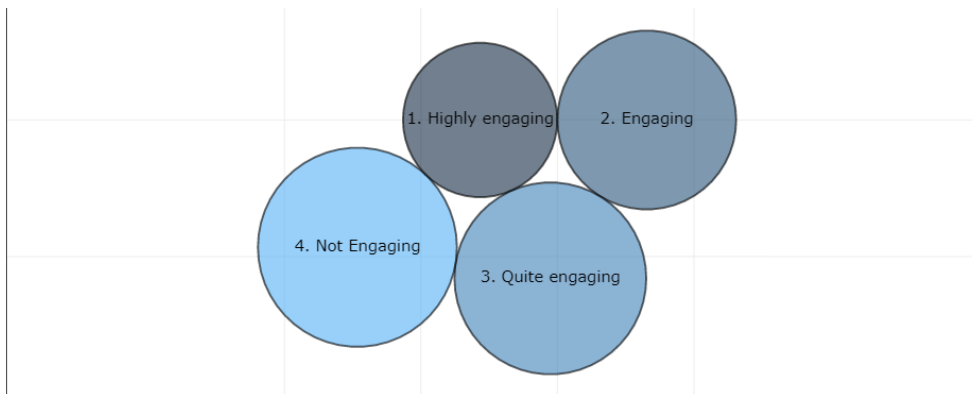 1. Highly engaging
2. Engaging
4. Not Engaging
3. Quite engaging